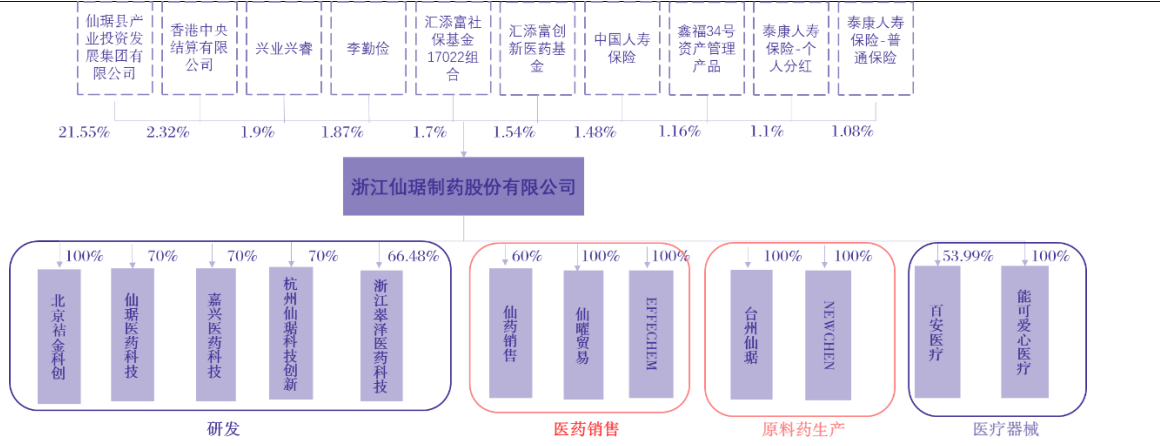 仙琚县产
业投资发
展集团有
限公司
香港中央
结算有限
公司
兴业兴睿
李勤俭
汇添富社
保基金
17022组
合
汇添富创
新医药基
金
中国人寿
保险
鑫福34号
资产管理
产品
泰康人寿
保险-个
人分红
泰康人寿
保险-普
通保险
21.55%
2.32%
1.9%
1.87%
1.7%
1.54%
1.48%
1.16%
1.1%
1.08%
浙江仙琚制药股份有限公司
100%
70%
70%
70%
66.48%
60%
100%
100%
100%
100%
53.99%
100%
北京祜金科创
仙琚医药科技
嘉兴医药科技
杭州仙琚科技创新
浙江翠泽医药科技
仙药销售
仙曜贸易
EFFECHEM
台州仙琚
NEWCHEN
百安医疗
能可爱心医疗
研发
医药销售
原料药生产
医疗器械